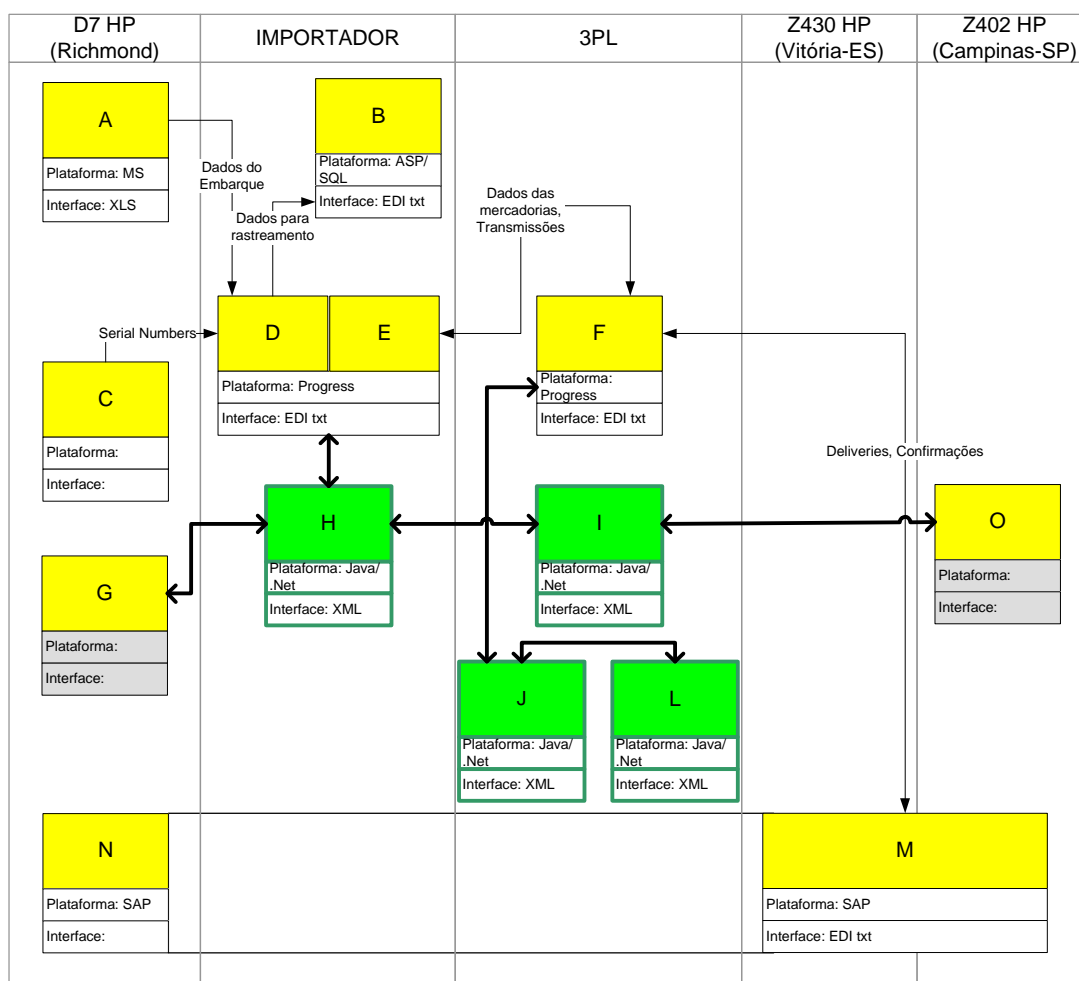 D7 HP
(Richmond)
IMPORTADOR
3PL
Z430 HP
(Vitória-ES)
Z402 HP
(Campinas-SP)
A
Plataforma: MS
Interface: XLS
B
Plataforma: ASP/
SQL
Interface: EDI txt
Dados do
Embarque
Dados para
rastreamento
Dados das
mercadorias,
Transmissões
Serial Numbers
C
Plataforma:
Interface:
D
E
Plataforma: Progress
Interface: EDI txt
F
Plataforma:
Progress
Interface: EDI txt
Deliveries, Confirmações
G
Plataforma:
Interface:
H
Plataforma: Java/
.Net
Interface: XML
I
Plataforma: Java/
.Net
Interface: XML
O
Plataforma:
Interface:
J
Plataforma: Java/
.Net
Interface: XML
L
Plataforma: Java/
.Net
Interface: XML
N
Plataforma: SAP
Interface:
M
Plataforma: SAP
Interface: EDI txt